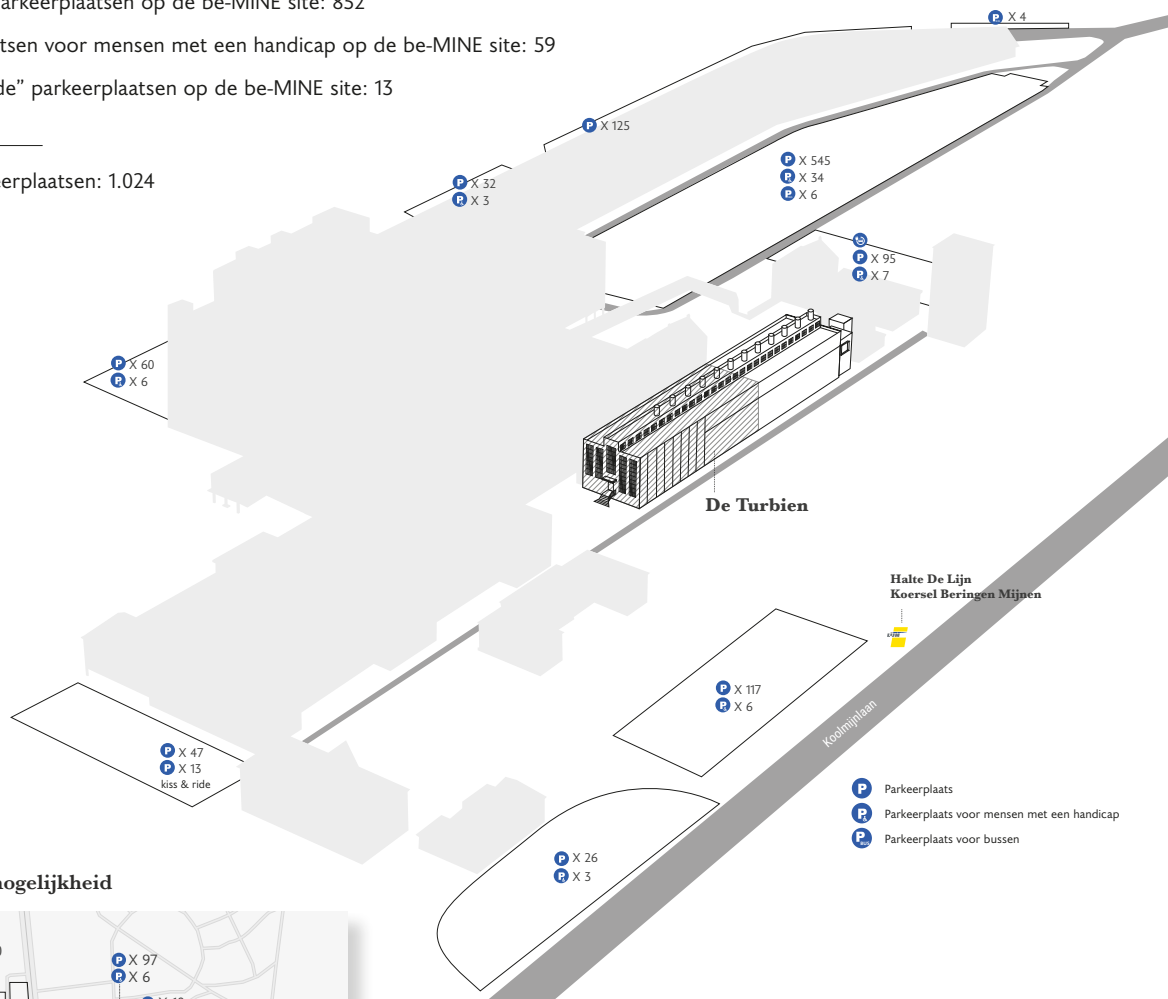 arkeerplaatsen op de be-MINE site: 852
tsen voor mensen met een handicap op de be-MINE site: 59
de” parkeerplaatsen op de be-MINE site: 13
erplaatsen: 1.024
P X 4
P X 125
P X 32
P X 3
P X 545
P X 34
P X 6
P X 95
P X 7
P X 60
P X 6
De Turbien
Halte De Lijn
Koersel Beringen Mijnen
P X 117
P X 6
Koolmijnlaan
P X 47
P X 13
kiss & ride
P Parkeerplaats
P Parkeerplaats voor mensen met een handicap
P BUS Parkeerplaats voor bussen
P X 26
P X 3
ogelijkheid
P X 97
P X 6